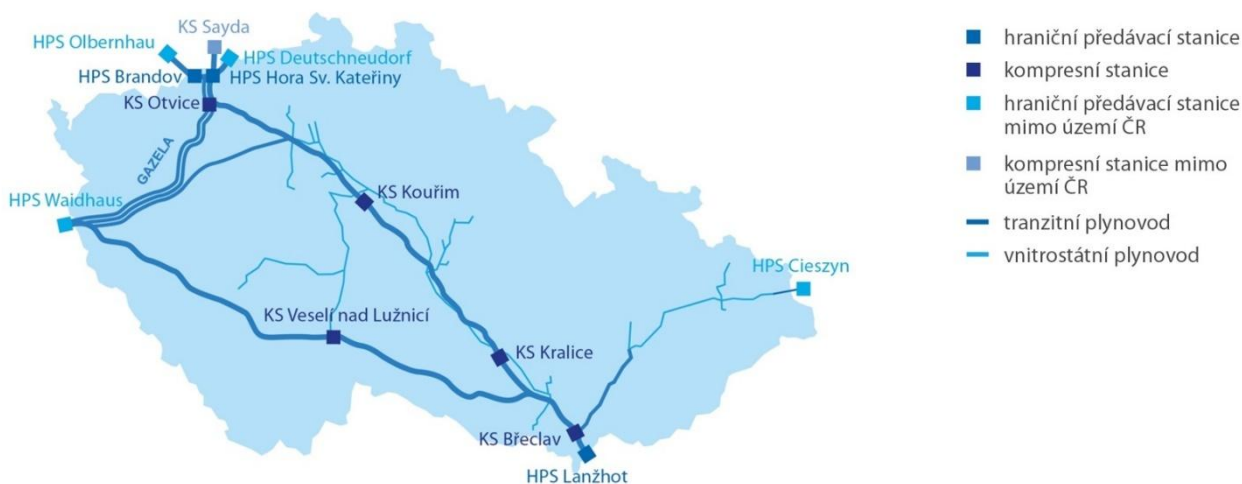 KS Sayda
HPS Olbernhau
HPS Deutschneudorf
HPS Brandov
HPS Hora Sv. Kateřiny
KS Otvice
GAZELA
HPS Waidhaus
KS Kouřim
HPS Cieszyn
KS Veselí nad Lužnicí
KS Kralice
KS Břeclav
HPS Lanžhot
hraniční předávací stanice
kompresní stanice
hraniční předávací stanice
mimo území ČR
kompresní stanice mimo
území ČR
tranzitní plynovod
vnitrostátní plynovod